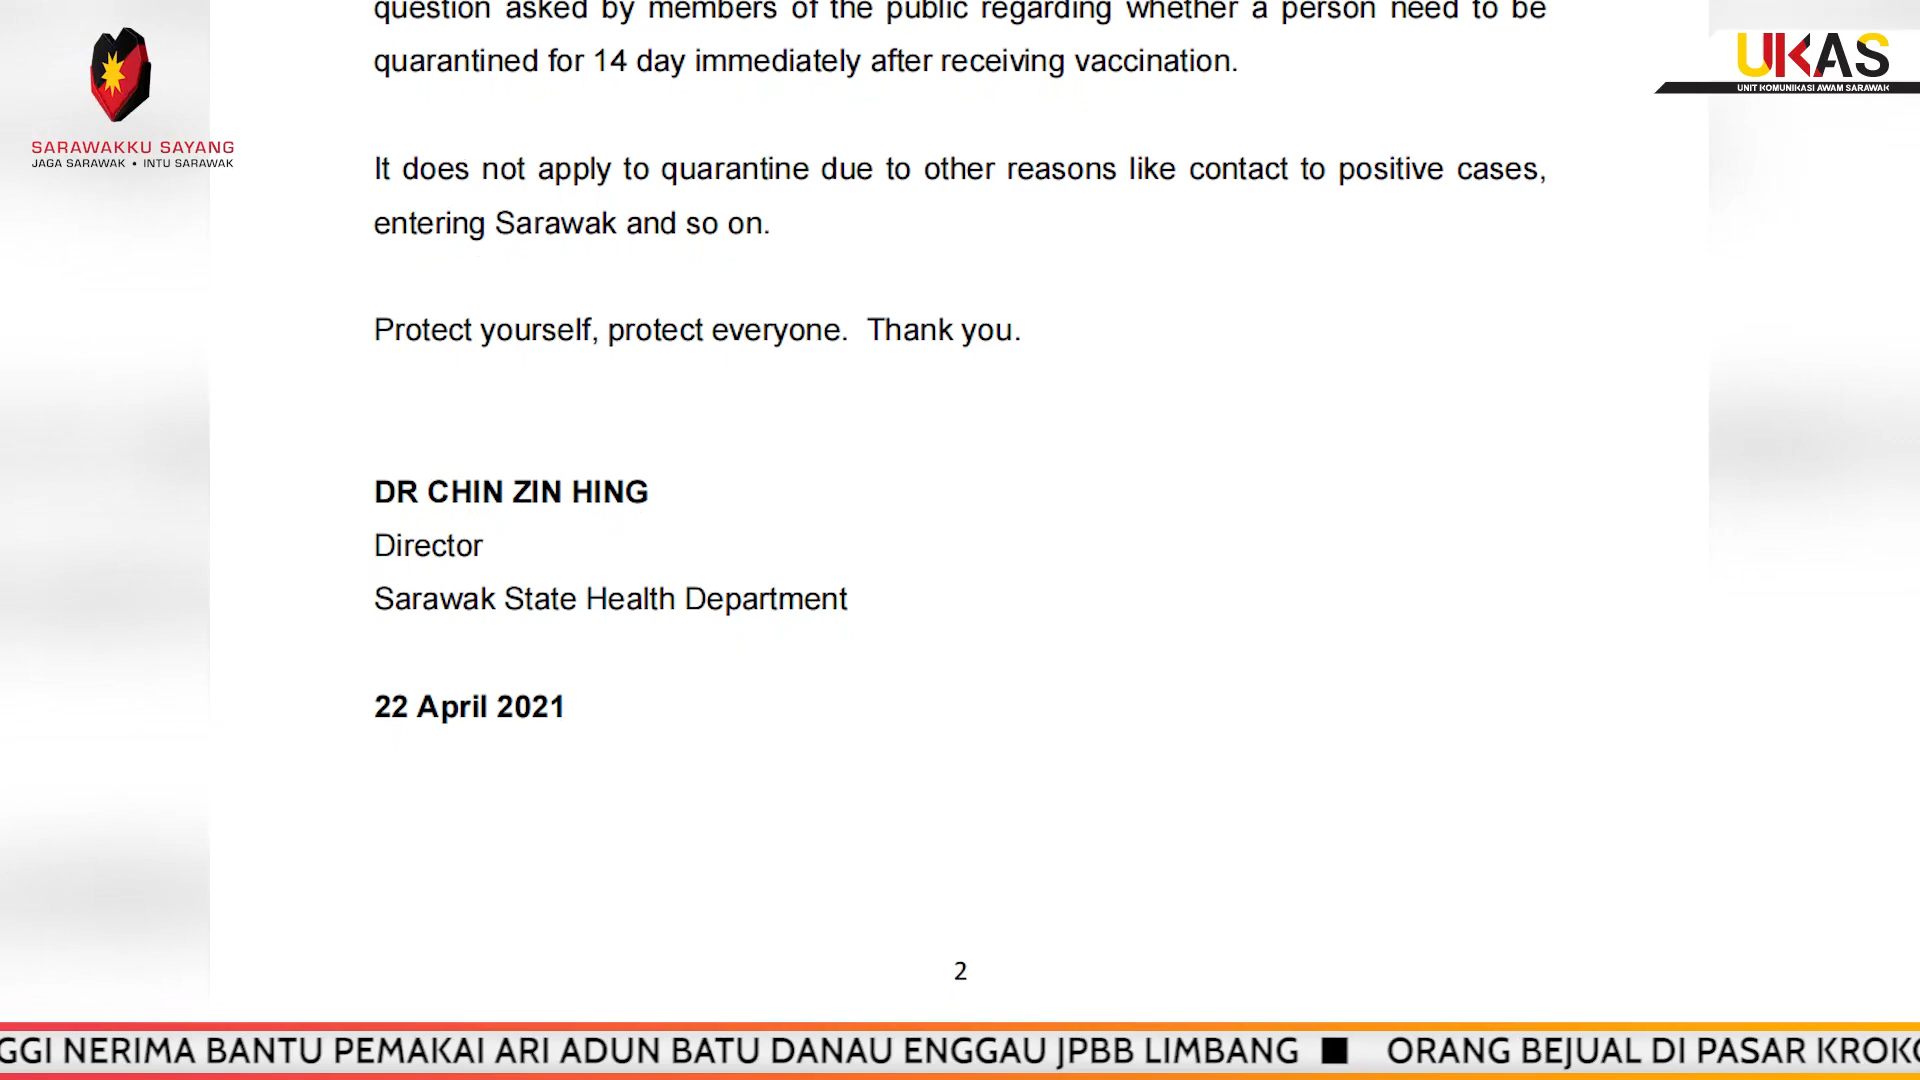 question asked by members of the public regarding whether a person need to be
quarantined for 14 day immediately after receiving vaccination.
UKAS
UNIT KOMUNIKASI AWAM SARAWAK
SARAWAKKU SAYANG
JAGA SARAWAK • INTU SARAWAK
It does not apply to quarantine due to other reasons like contact to positive cases,
entering Sarawak and so on.
Protect yourself, protect everyone.  Thank you.
DR CHIN ZIN HING
Director
Sarawak State Health Department
22 April 2021
2
NERIMA BANTU PEMAKAI ARI ADUN BATU DANAU ENGGAU JPBB LIMBANG ■ ORANG BEJUAL DI PASAR